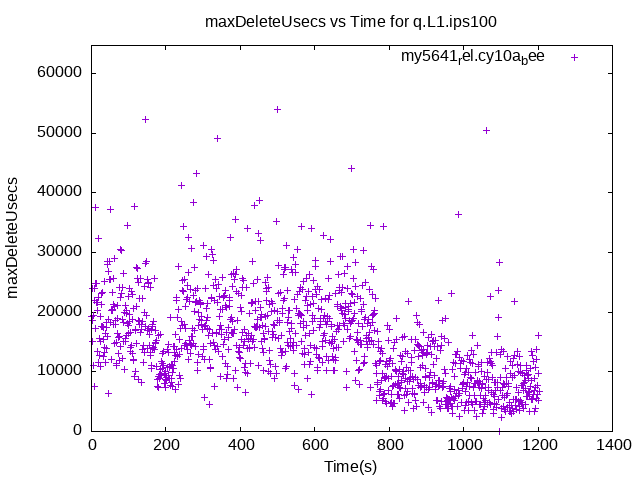 maxDeleteUsecs vs Time for q.L1.ips100
my5641rel.cy10abee
60000
50000
40000
30000
20000
10000
0
maxDeleteUsecs
0 200 400 600 800 1000 1200 1400
Time(s)